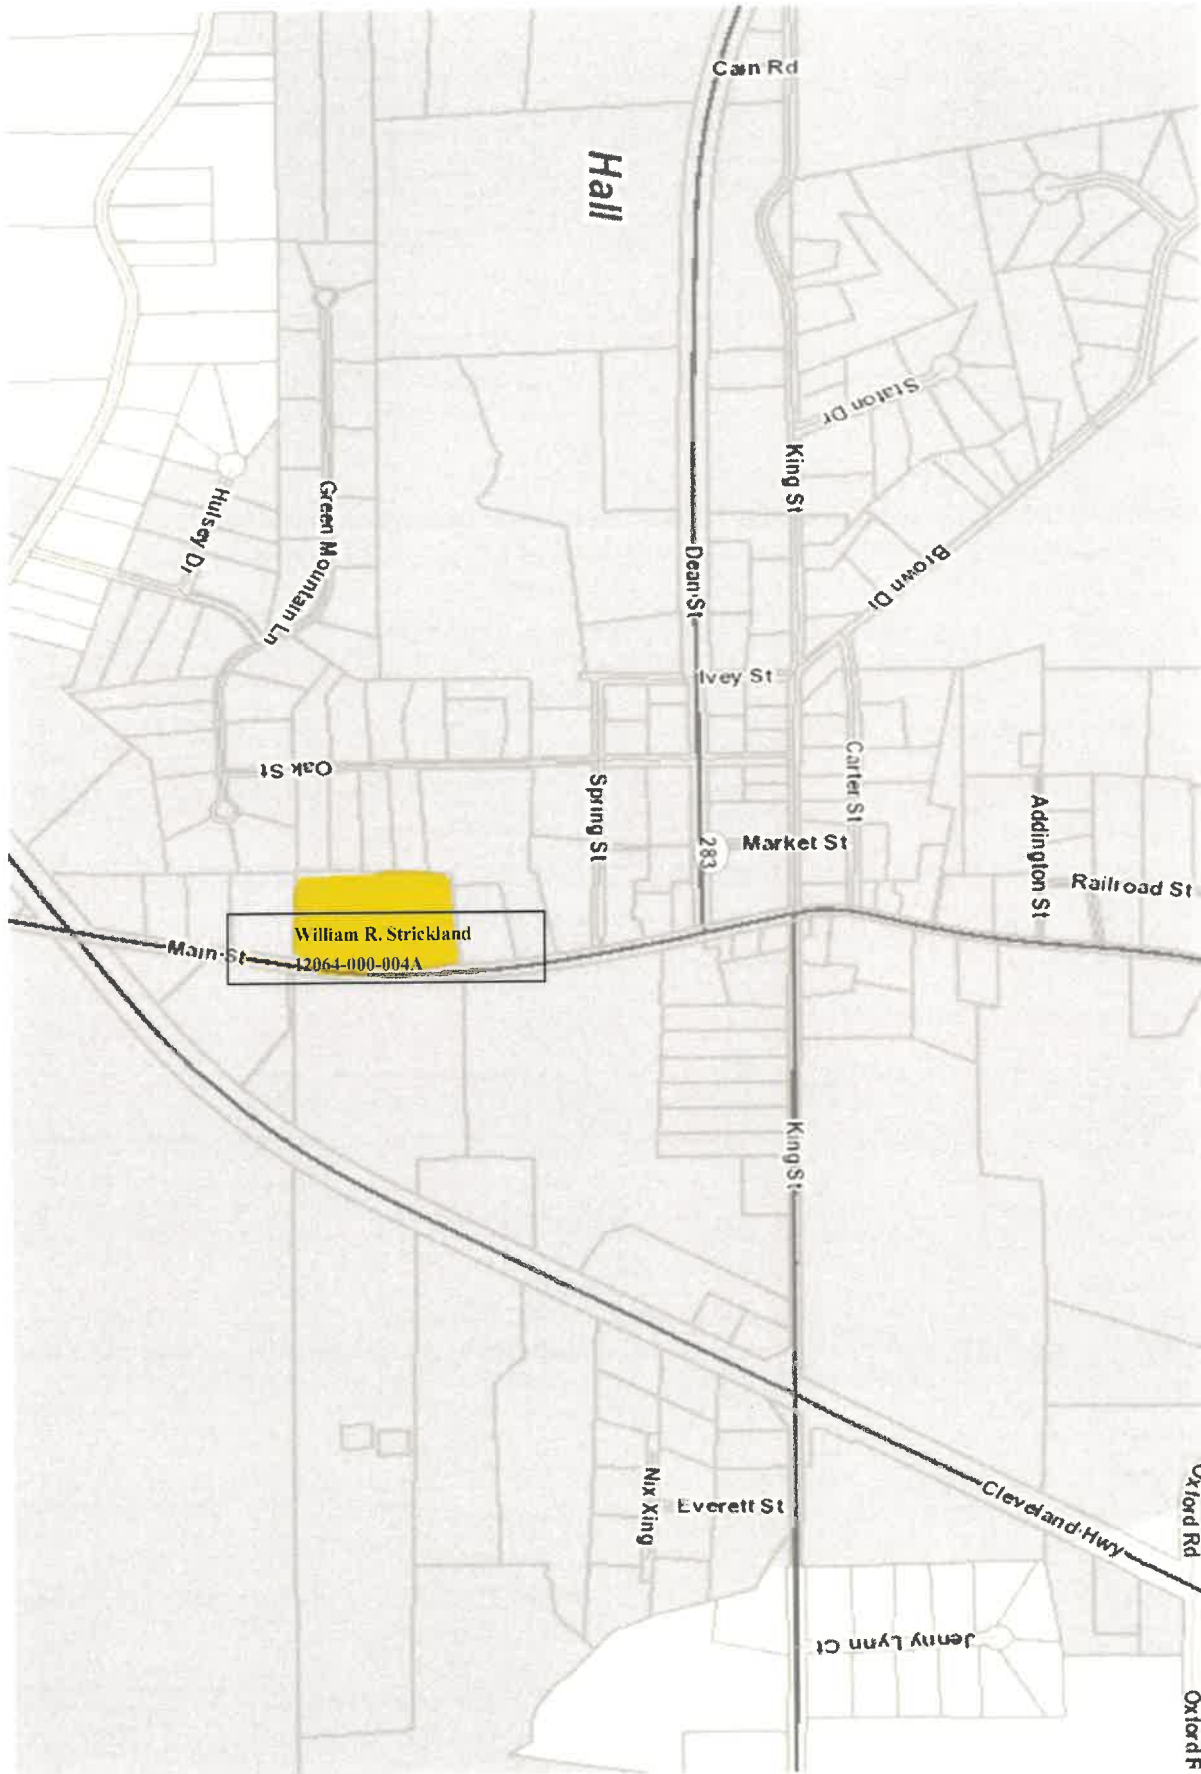 Cain Rd
Hall
Staton Dr
King St
Hulsey Dr
Green Mountain Ln
Dean St
Brown Dr
Ivey St
Oak St
Spring St
Carter St
283
Market St
Addington St
Railroad St
William R. Strickland
12064-000-004A
Main St
King St
Nix Xing
Everett St
Cleveland Hwy
Oxford Rd
Jenny Lynn Ct
Oxford R